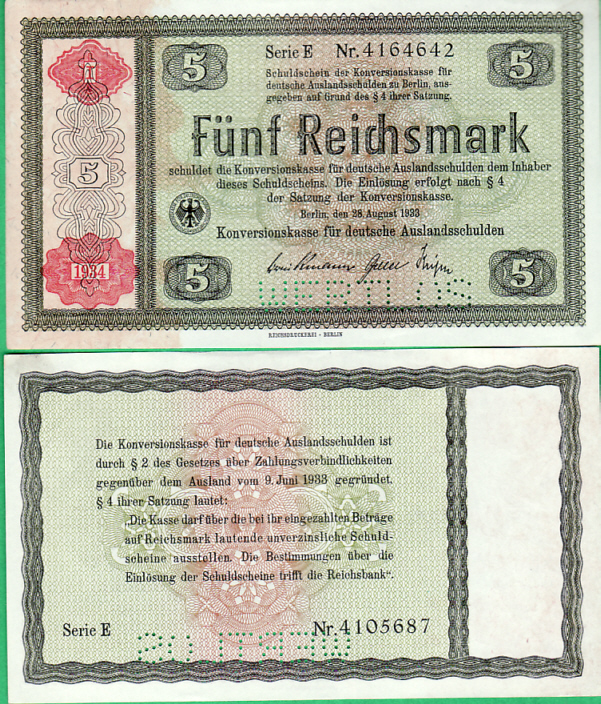 Serie E Nr. 4164642
5
5
Schuldschein der Konversionskasse für
deutsche Auslandsschulden zu Berlin, aus-
gegeben auf Grund des § 4 ihrer Satzung.
Fünf Reichsmark
schuldet die Konversionskasse für deutsche Auslandsschulden dem Inhaber
dieses Schuldscheins. Die Einlösung erfolgt nach § 4
der Satzung der Konversionskasse.
Berlin, den 28. August 1933
Konversionskasse für deutsche Auslandsschulden
5
1934
5
5
WERTLOS
REICHSDRUCKEREI · BERLIN
Die Konversionskasse für deutsche Auslandsschulden ist
durch § 2 des Gesetzes über Zahlungsverbindlichkeiten
gegenüber dem Ausland vom 9. Juni 1933 gegründet.
§ 4 ihrer Satzung lautet:
„Die Kasse darf über die bei ihr eingezahlten Beträge
auf Reichsmark lautende unverzinsliche Schuld-
scheine ausstellen. Die Bestimmungen über die
Einlösung der Schuldscheine trifft die Reichsbank“.
Serie E Nr. 4105687
WERTLOS